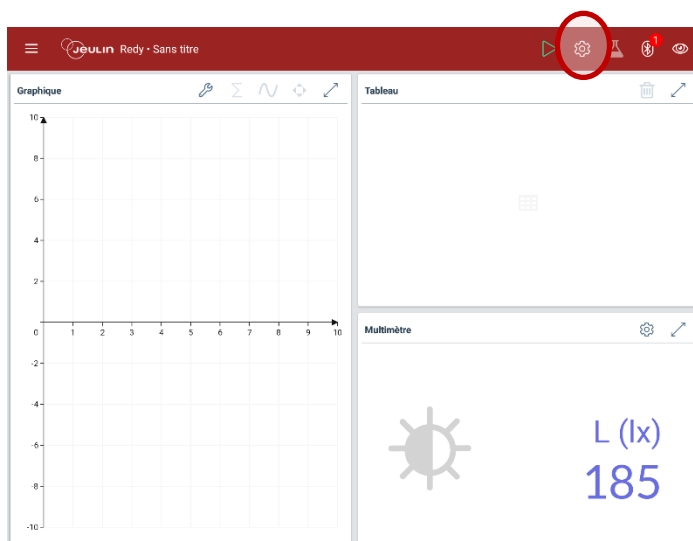 Jeulin Redy • Sans titre
1
Graphique
Tableau
10
8
6
4
2
0 1 2 3 4 5 6 7 8 9 10
-2
-4
-6
-8
-10
Multimètre
L (lx)
185